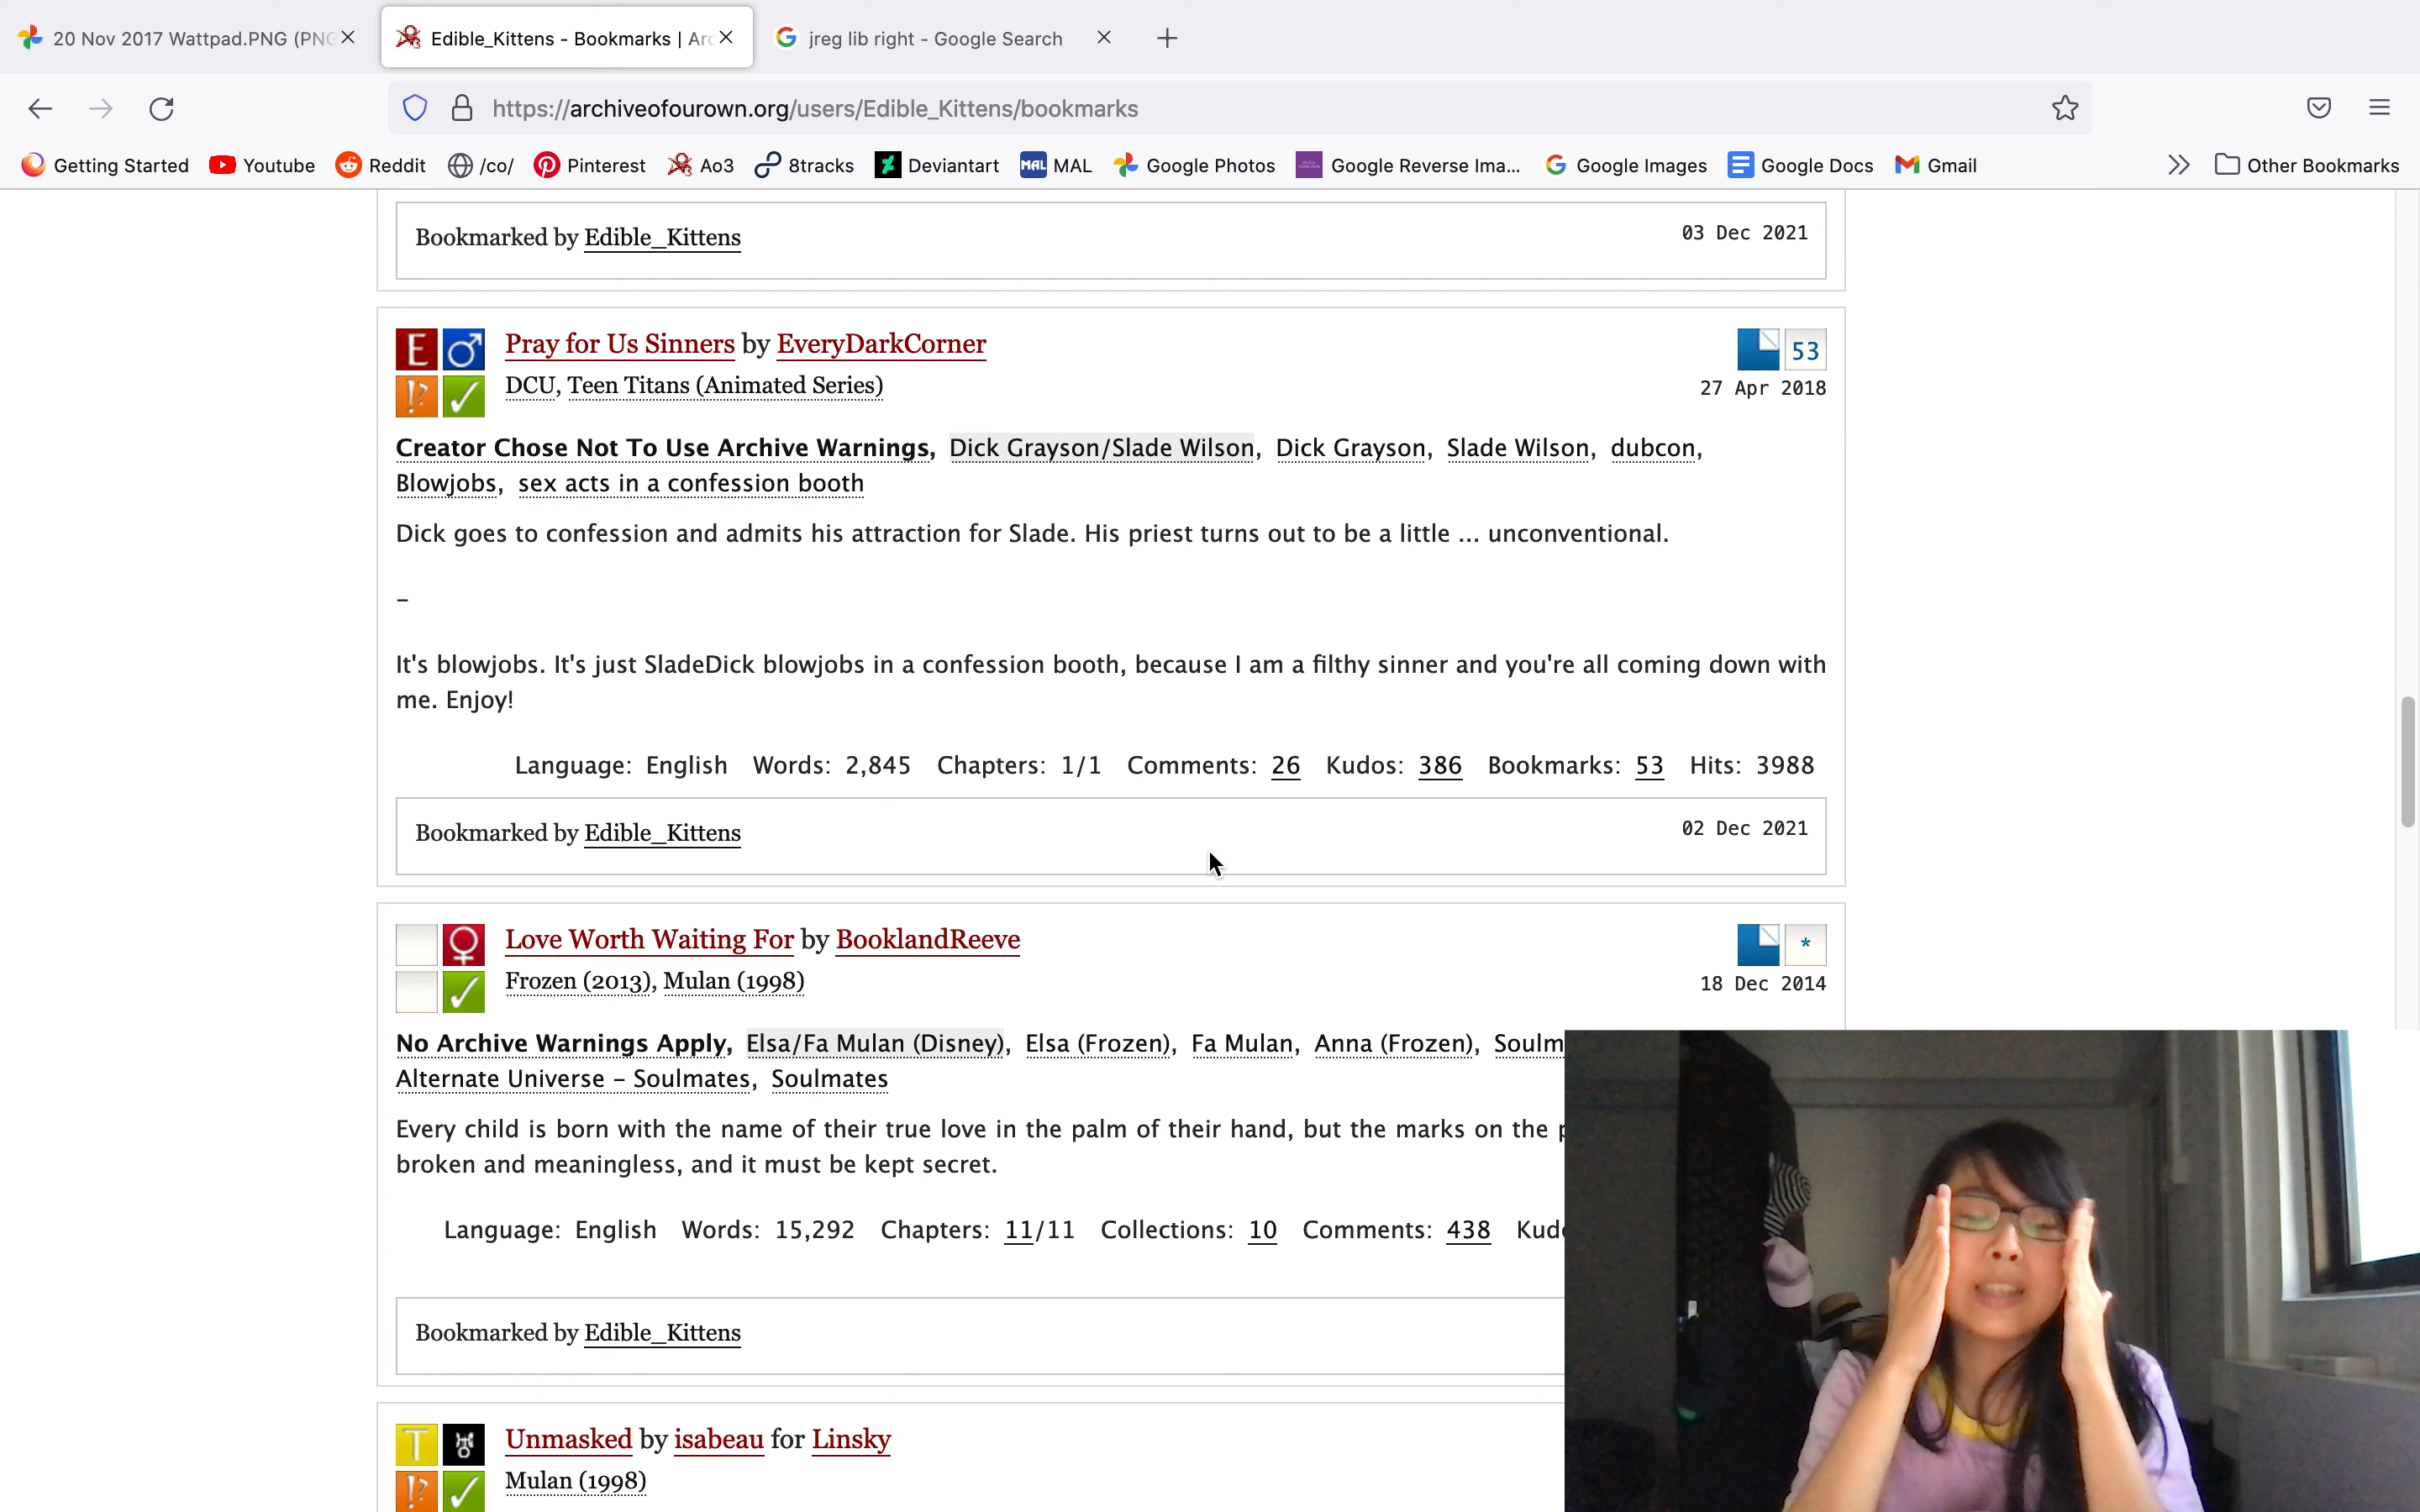 20 Nov 2017 Wattpad.PNG (PNG
Edible_Kittens - Bookmarks | Arc
jreg lib right - Google Search
https://archiveofourown.org/users/Edible_Kittens/bookmarks
Getting Started Youtube Reddit /co/ Pinterest Ao3 8tracks Deviantart MAL MAL Google Photos Google Reverse Ima... Google Images Google Docs Gmail Other Bookmarks
Bookmarked by Edible_Kittens 03 Dec 2021
E Pray for Us Sinners by EveryDarkCorner 53
!? DCU, Teen Titans (Animated Series) 27 Apr 2018
Creator Chose Not To Use Archive Warnings, Dick Grayson/Slade Wilson, Dick Grayson, Slade Wilson, dubcon,
Blowjobs, sex acts in a confession booth
Dick goes to confession and admits his attraction for Slade. His priest turns out to be a little ... unconventional.
–
It's blowjobs. It's just SladeDick blowjobs in a confession booth, because I am a filthy sinner and you're all coming down with
me. Enjoy!
Language: English Words: 2,845 Chapters: 1/1 Comments: 26 Kudos: 386 Bookmarks: 53 Hits: 3988
Bookmarked by Edible_Kittens 02 Dec 2021
Love Worth Waiting For by BooklandReeve *
Frozen (2013), Mulan (1998) 18 Dec 2014
No Archive Warnings Apply, Elsa/Fa Mulan (Disney), Elsa (Frozen), Fa Mulan, Anna (Frozen), Soulm
Alternate Universe – Soulmates, Soulmates
Every child is born with the name of their true love in the palm of their hand, but the marks on the p
broken and meaningless, and it must be kept secret.
Language: English Words: 15,292 Chapters: 11/11 Collections: 10 Comments: 438 Kud
Bookmarked by Edible_Kittens
T Unmasked by isabeau for Linsky
!? Mulan (1998)